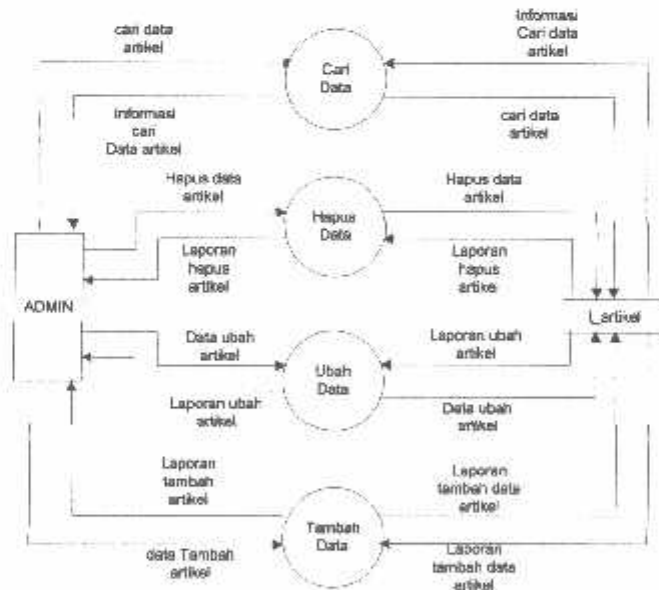 cari data
artikel
Informasi
Cari data
artikel
Cari
Data
Informasi
cari
Data artikel
cari data
artikel
Hapus data
artikel
Hapus data
artikel
Hapus
Data
Laporan
hapus
artikel
Laporan
hapus
artikel
ADMIN
t_artikel
Data ubah
artikel
Laporan ubah
artikel
Ubah
Data
Laporan ubah
artikel
Data ubah
artikel
Laporan
tambah
artikel
Laporan
tambah data
artikel
Tambah
Data
data Tambah
artikel
Laporan
tambah data
artikel